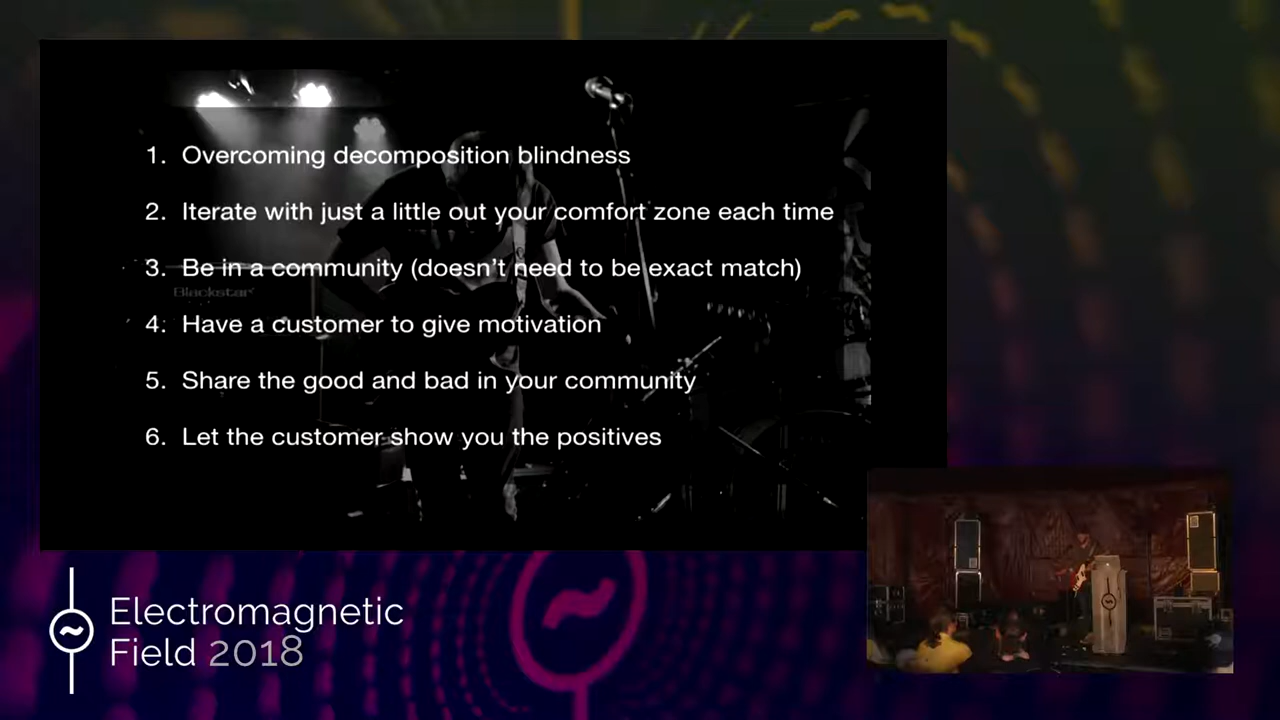 1. Overcoming decomposition blindness
2. Iterate with just a little out your comfort zone each time
3. Be in a community (doesn't need to be exact match)
Blackstar
4. Have a customer to give motivation
5. Share the good and bad in your community
6. Let the customer show you the positives
Electromagnetic
Field 2018